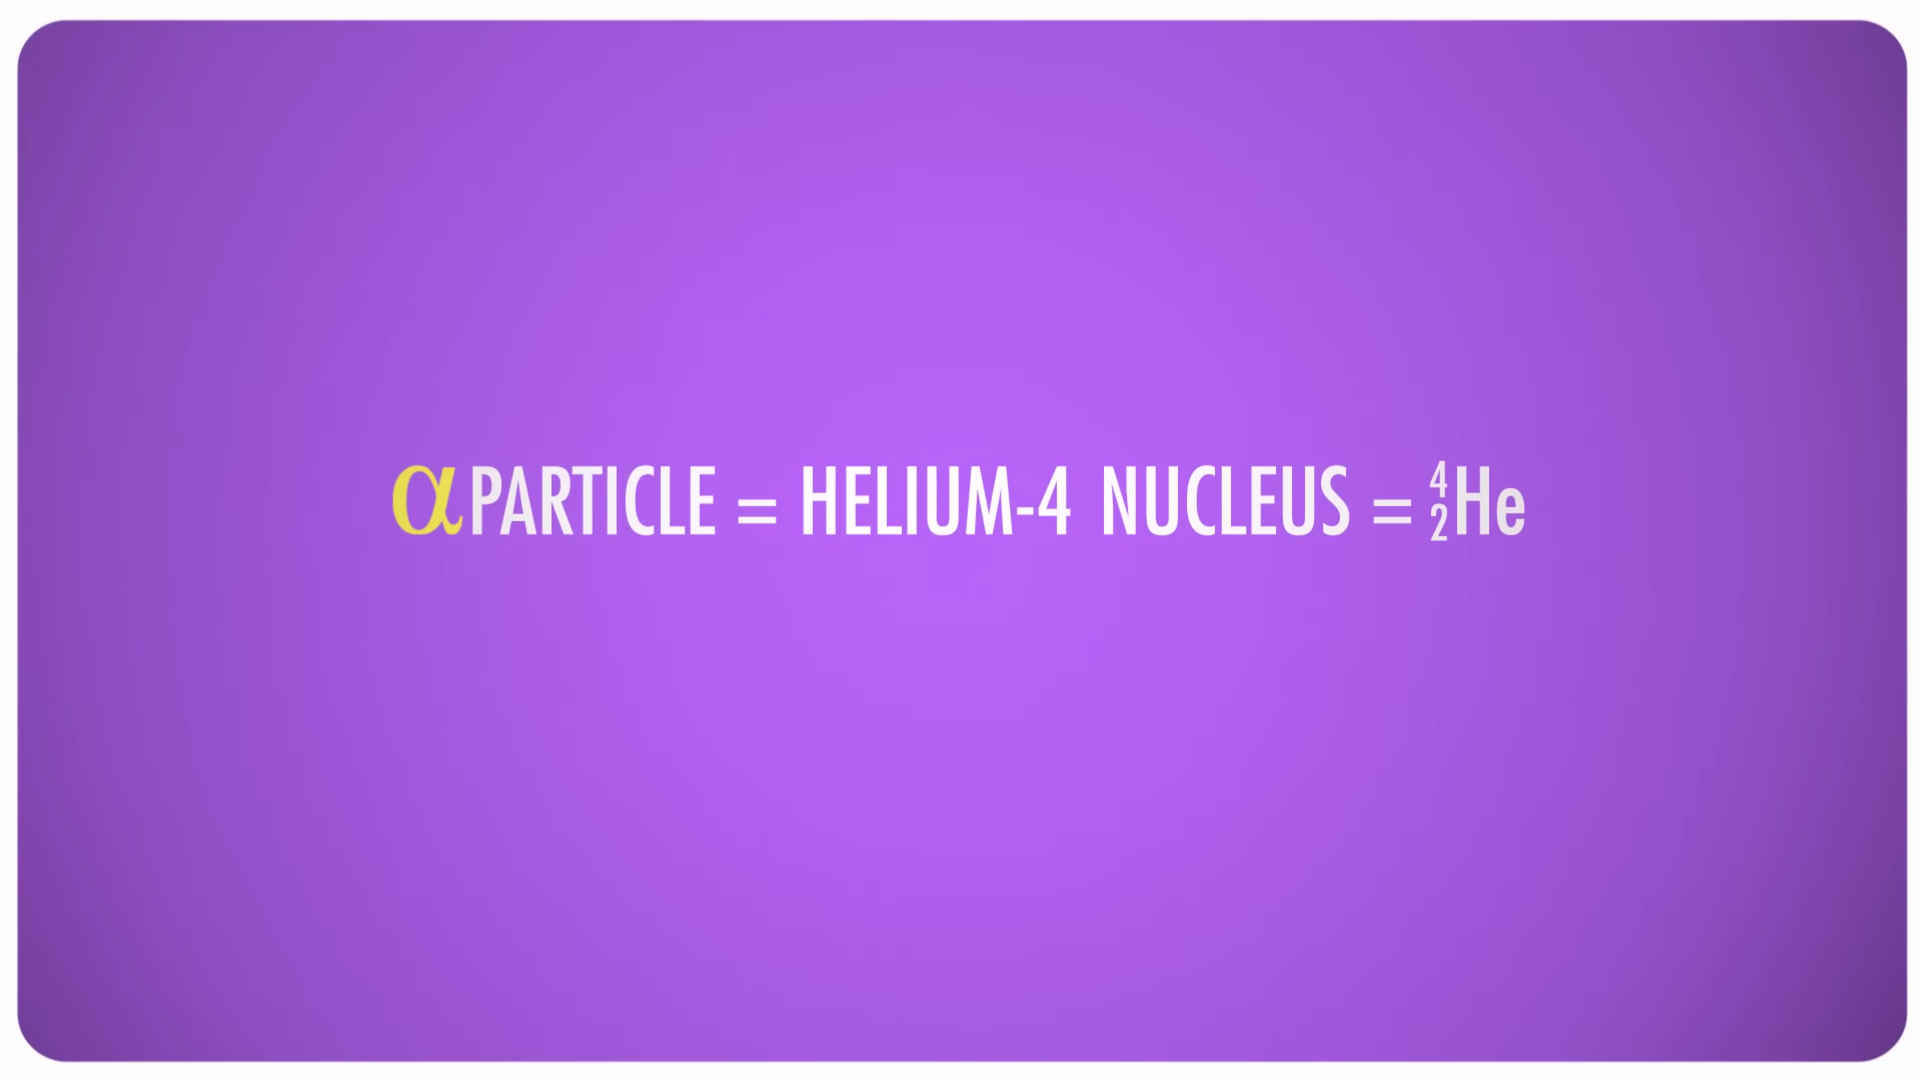 α PARTICLE = HELIUM-4 NUCLEUS = ⁴₂He